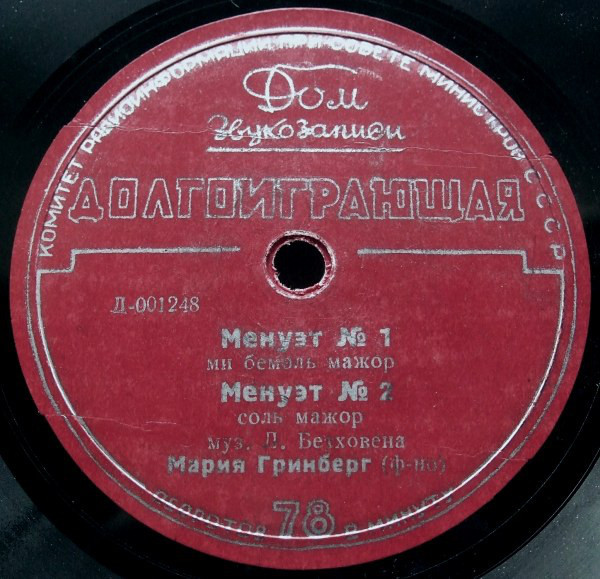 КОМИТЕТ РАДИОИНФОРМАЦИИ ПРИ СОВЕТЕ МИНИСТРОВ СССР
Дом
Звукозаписи
ДОЛГОИГРАЮЩАЯ
Д-001248
Менуэт № 1
ми бемоль мажор
Менуэт № 2
соль мажор
муз. Л. Бетховена
Мария Гринберг (ф-но)
ОБОРОТОВ 78 В МИНУТУ